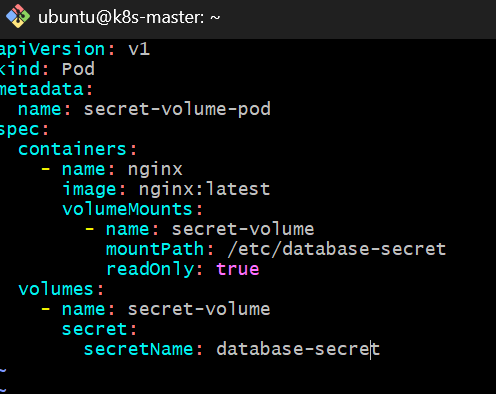 ubuntu@k8s-master: ~
apiVersion: v1
kind: Pod
metadata:
  name: secret-volume-pod
spec:
  containers:
    - name: nginx
      image: nginx:latest
      volumeMounts:
        - name: secret-volume
          mountPath: /etc/database-secret
          readOnly: true
  volumes:
    - name: secret-volume
      secret:
        secretName: database-secret
~
~